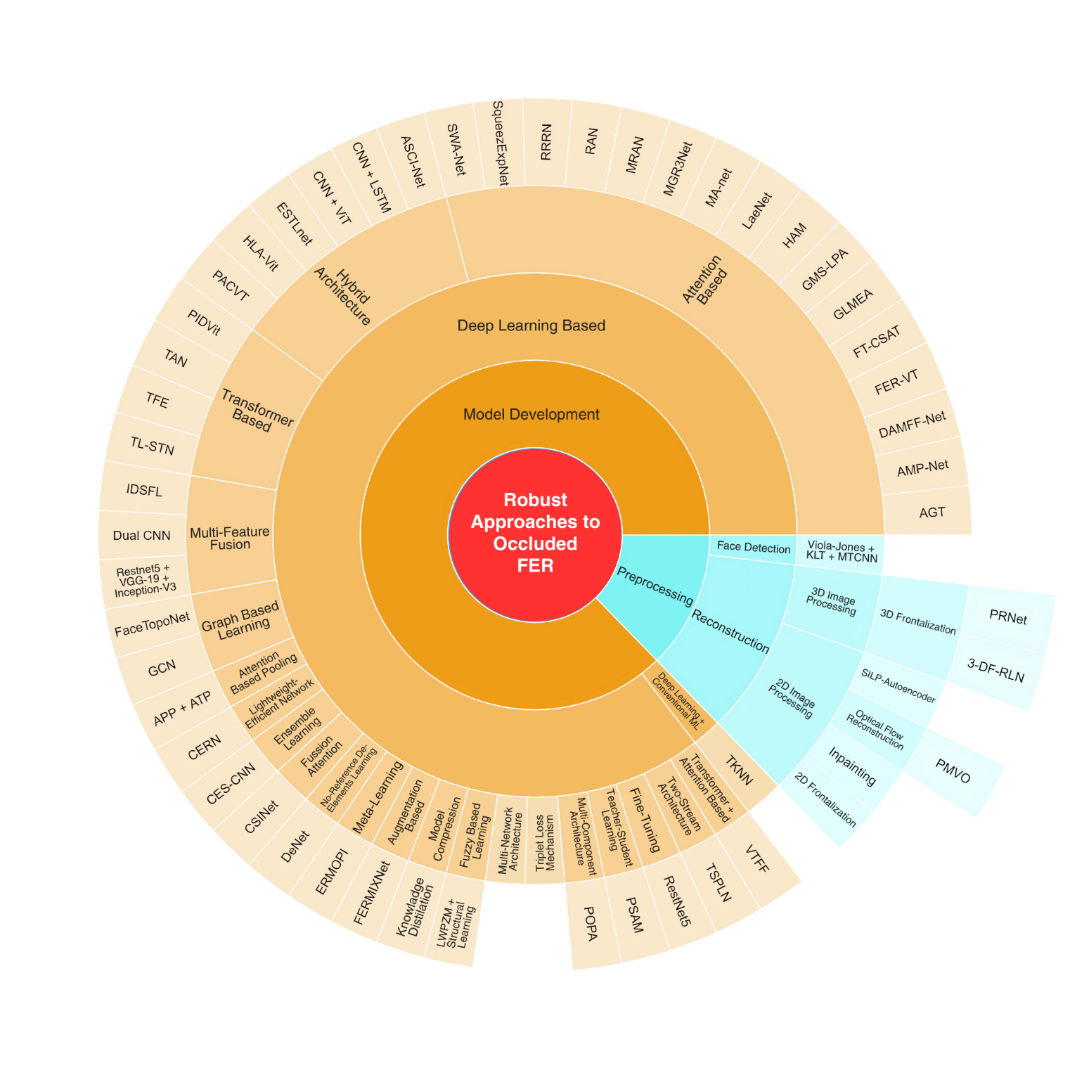 Robust
Approaches to
Occluded
FER
Model Development
Deep Learning Based
Attention
Based
AGT
AMP-Net
DAMFF-Net
FER-VT
FT-CSAT
GLMEA
GMS-LPA
HAM
LaeNet
MA-net
MGR3Net
MRAN
RAN
RRRN
SqueezExpNet
SWA-Net
Hybrid
Architecture
ASCI-Net
CNN + LSTM
CNN + ViT
ESTLnet
HLA-Vit
PACVT
Transformer
Based
PIDVit
TAN
TFE
TL-STN
Multi-Feature
Fusion
IDSFL
Dual CNN
Restnet5 +
VGG-19 +
Inception-V3
Graph Based
Learning
FaceTopoNet
GCN
Attention
Based Pooling
APP + ATP
Lightweight-
Efficient Network
CERN
Ensemble
Learning
CES-CNN
Fussion
Attention
CSINet
No-Reference De-
Elements Learning
DeNet
Meta-Learning
ERMOPI
Augmentation
Based
FERMIXNet
Model
Compression
Knowladge
Distilation
Fuzzy Based
Learning
LWPZM +
Structural
Learning
Multi-Network
Architecture
Triplet Loss
Mechanism
Multi-Component
Architecture
POPA
Teacher-Student
Learning
PSAM
Fine-Tuning
RestNet5
Two-Stream
Architecture
TSPLN
Transformer +
Attention Based
VTFF
Deep Learning +
Conventional ML
TKNN
Preprocessing
Face Detection
Viola-Jones +
KLT + MTCNN
Reconstruction
3D Image
Processing
3D Frontalization
PRNet
3-DF-RLN
2D Image
Processing
SILP-Autoencoder
Optical Flow
Reconstruction
PMVO
Inpainting
2D Frontalization